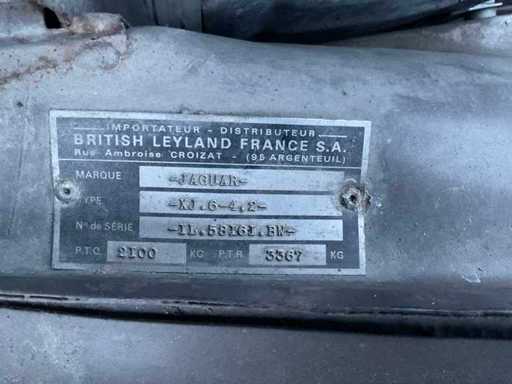 IMPORTATEUR - DISTRIBUTEUR
BRITISH LEYLAND FRANCE S.A.
Rue Ambroise CROIZAT - (95 ARGENTEUIL)
MARQUE -JAGUAR-
TYPE -XJ.6-4.2-
N° de SÉRIE -1L.58161.BW-
P.T.C. 2100 KG P.T.R 3367 KG